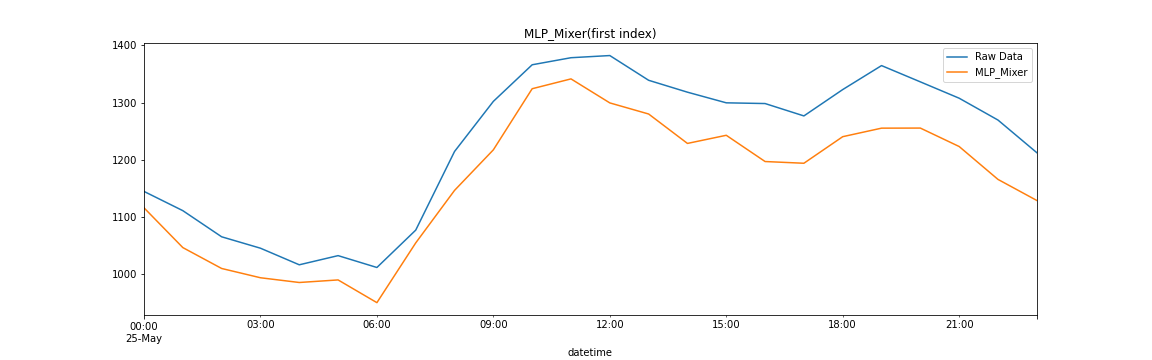 MLP_Mixer(first index)
Raw Data
MLP_Mixer
1400
1300
1200
1100
1000
00:00 03:00 06:00 09:00 12:00 15:00 18:00 21:00
25-May
datetime